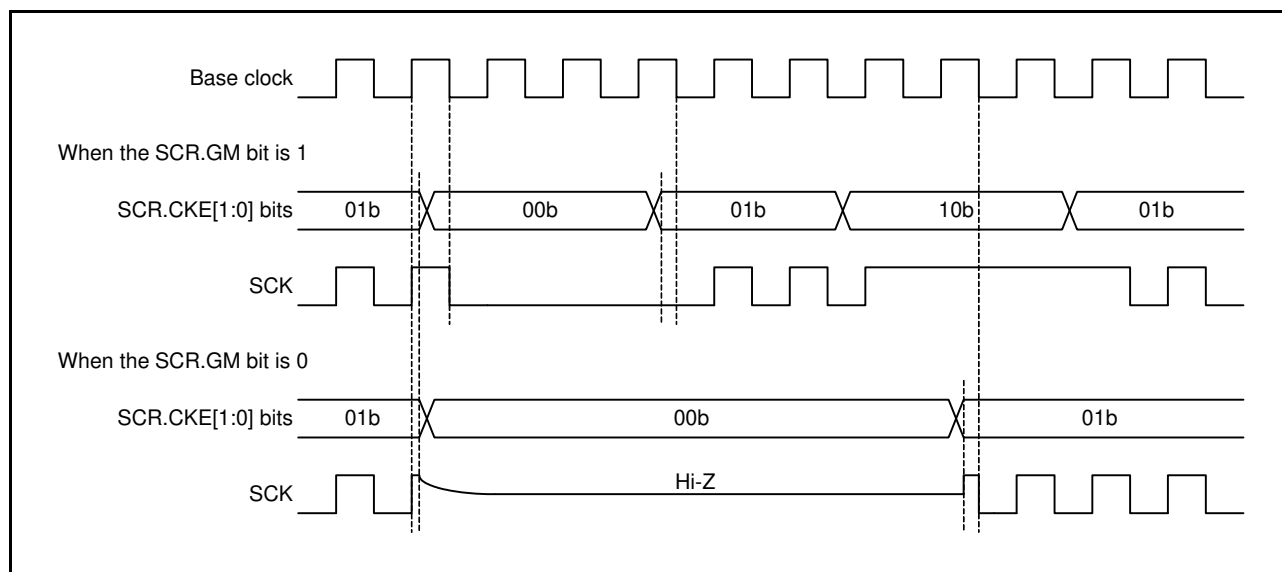 Base clock
When the SCR.GM bit is 1
SCR.CKE[1:0] bits 01b 00b 01b 10b 01b
SCK
When the SCR.GM bit is 0
SCR.CKE[1:0] bits 01b 00b 01b
SCK Hi-Z